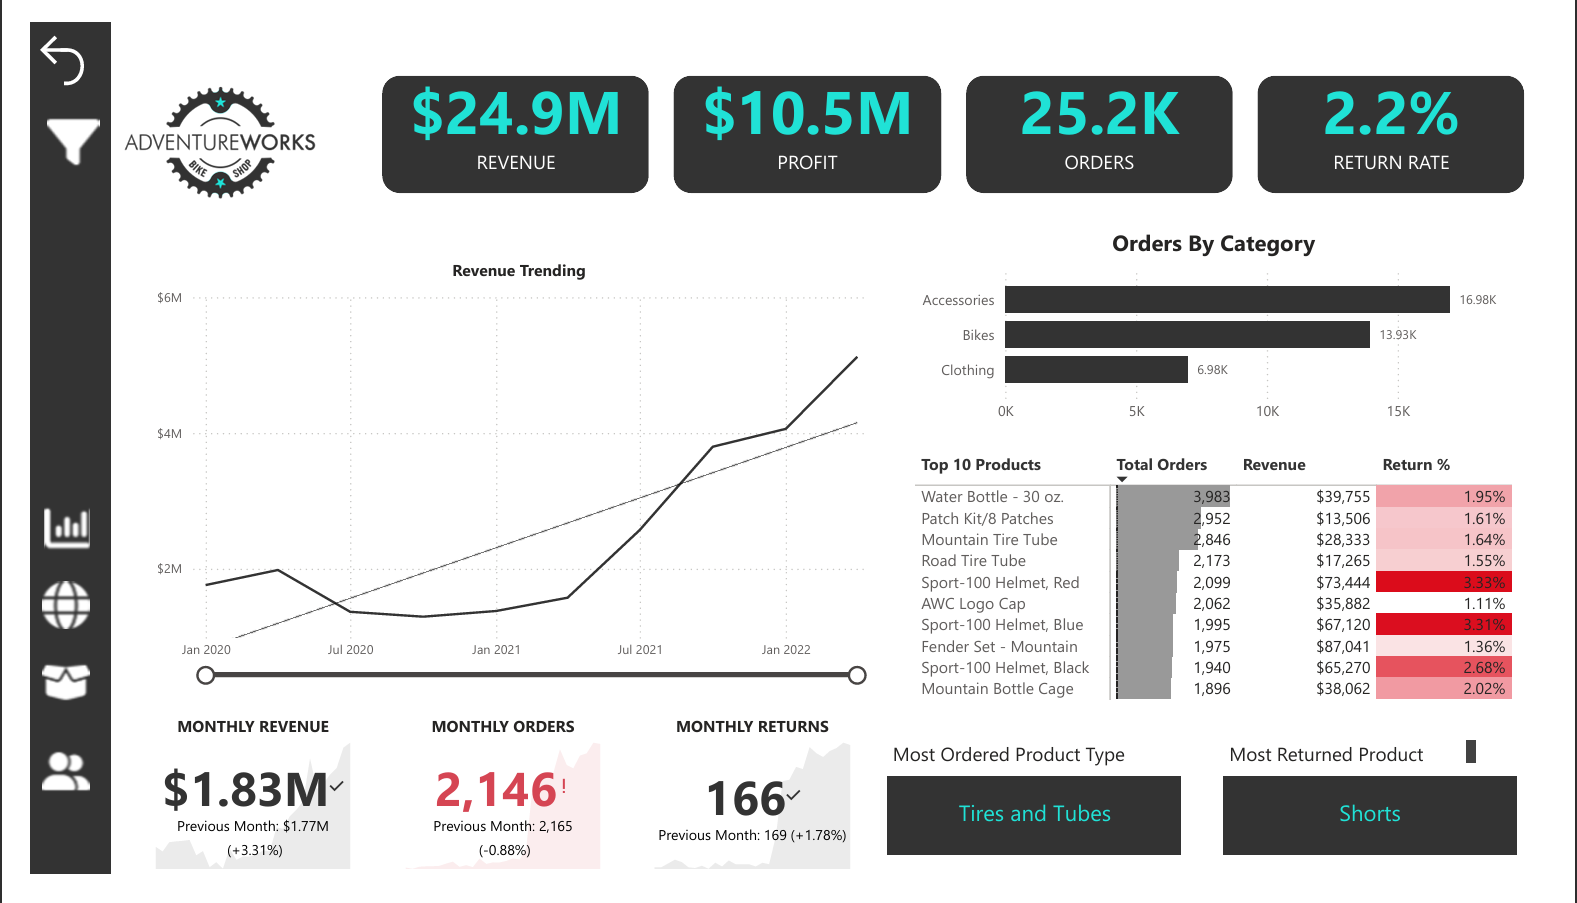 ADVENTUREWORKS
BIKE SHOP
$24.9M
REVENUE
$10.5M
PROFIT
25.2K
ORDERS
2.2%
RETURN RATE
Revenue Trending
$6M
$4M
$2M
Jan 2020 Jul 2020 Jan 2021 Jul 2021 Jan 2022
Orders By Category
Accessories 16.98K
Bikes 13.93K
Clothing 6.98K
0K 5K 10K 15K
Top 10 Products Total Orders Revenue Return %
Water Bottle - 30 oz. 3,983 $39,755 1.95%
Patch Kit/8 Patches 2,952 $13,506 1.61%
Mountain Tire Tube 2,846 $28,333 1.64%
Road Tire Tube 2,173 $17,265 1.55%
Sport-100 Helmet, Red 2,099 $73,444 3.33%
AWC Logo Cap 2,062 $35,882 1.11%
Sport-100 Helmet, Blue 1,995 $67,120 3.31%
Fender Set - Mountain 1,975 $87,041 1.36%
Sport-100 Helmet, Black 1,940 $65,270 2.68%
Mountain Bottle Cage 1,896 $38,062 2.02%
MONTHLY REVENUE
$1.83M
Previous Month: $1.77M
(+3.31%)
MONTHLY ORDERS
2,146!
Previous Month: 2,165
(-0.88%)
MONTHLY RETURNS
166
Previous Month: 169 (+1.78%)
Most Ordered Product Type
Tires and Tubes
Most Returned Product
Shorts